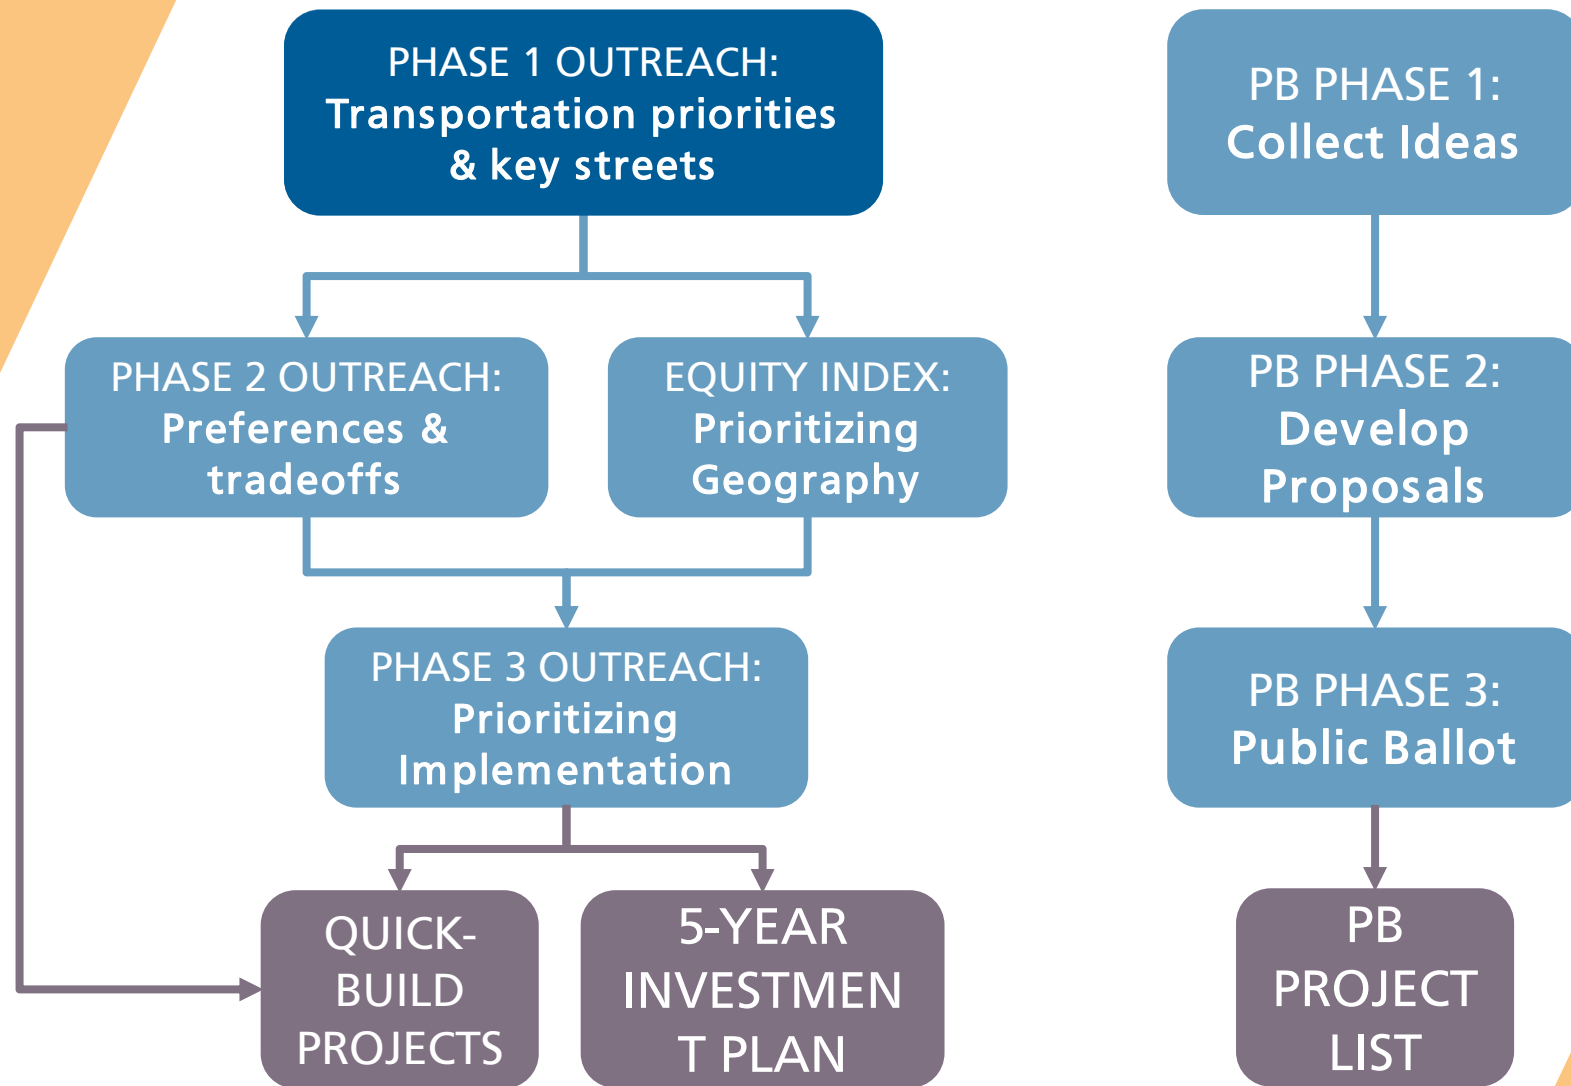 PHASE 1 OUTREACH:
Transportation priorities
& key streets
PHASE 2 OUTREACH:
Preferences &
tradeoffs
EQUITY INDEX:
Prioritizing
Geography
PHASE 3 OUTREACH:
Prioritizing
Implementation
QUICK-
BUILD
PROJECTS
5-YEAR
INVESTMEN
T PLAN
PB PHASE 1:
Collect Ideas
PB PHASE 2:
Develop
Proposals
PB PHASE 3:
Public Ballot
PB
PROJECT
LIST